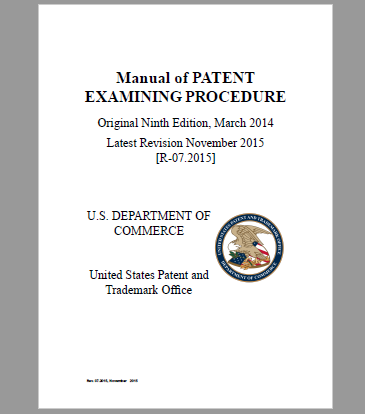 Manual of PATENT
EXAMINING PROCEDURE
Original Ninth Edition, March 2014
Latest Revision November 2015
[R-07.2015]
U.S. DEPARTMENT OF
COMMERCE
UNITED STATES PATENT AND TRADEMARK OFFICE
DEPARTMENT OF COMMERCE
United States Patent and
Trademark Office
Rev. 07.2015, November 2015